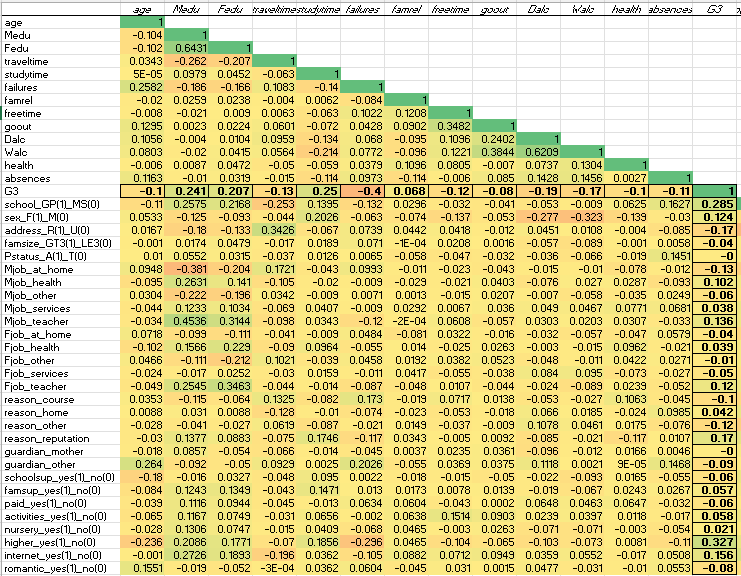 age Medu Fedu traveltime studytime failures famrel freetime goout Dalc Walc health absences G3
age 1
Medu -0.104 1
Fedu -0.102 0.6431 1
traveltime 0.0343 -0.262 -0.207 1
studytime 5E-05 0.0979 0.0452 -0.063 1
failures 0.2582 -0.186 -0.166 0.1083 -0.14 1
famrel -0.02 0.0259 0.0238 -0.004 0.0062 -0.084 1
freetime -0.008 -0.021 0.009 0.0063 -0.063 0.1022 0.1208 1
goout 0.1295 0.0023 0.0224 0.0601 -0.072 0.0428 0.0902 0.3482 1
Dalc 0.1056 -0.004 0.0104 0.0959 -0.134 0.068 -0.095 0.1096 0.2402 1
Walc 0.0803 -0.02 0.0415 0.0564 -0.214 0.0772 -0.096 0.1221 0.3844 0.6209 1
health -0.006 0.0087 0.0472 -0.05 -0.059 0.0321 0.1096 0.0805 -0.007 0.0737 0.1304 1
absences 0.1163 -0.01 0.0319 -0.015 -0.114 0.0973 -0.114 -0.006 0.085 0.1428 0.1456 0.0027 1
G3 -0.1 0.241 0.207 -0.13 0.25 -0.4 0.068 -0.12 -0.08 -0.19 -0.17 -0.1 -0.11 1
school_GP(1)_MS(0) -0.11 0.2575 0.2168 -0.253 0.1395 -0.132 0.0296 -0.032 -0.041 -0.053 -0.009 0.0625 0.1627 0.285
sex_F(1)_M(0) 0.0533 -0.125 -0.093 -0.044 0.2026 -0.063 -0.074 -0.137 -0.053 -0.277 -0.323 -0.139 -0.03 0.124
address_R(1)_U(0) 0.0167 -0.18 -0.133 0.3426 -0.067 0.0739 0.0442 0.0418 -0.012 0.0451 0.0108 -0.004 -0.085 -0.17
famsize_GT3(1)_LE3(0) -0.001 0.0174 0.0479 -0.017 0.0189 0.071 -1E-04 0.0208 0.0016 -0.057 -0.089 -0.001 0.0058 -0.04
Pstatus_A(1)_T(0) 0.01 0.0552 0.0315 -0.037 0.0126 0.0065 -0.058 -0.047 -0.032 -0.036 -0.066 -0.019 0.1451 -0
Mjob_at_home 0.0948 -0.381 -0.204 0.1721 -0.043 0.0993 -0.011 -0.023 -0.043 -0.015 -0.01 -0.078 -0.012 -0.13
Mjob_health -0.095 0.2631 0.141 -0.105 -0.02 -0.009 -0.029 -0.021 0.0403 -0.076 0.027 0.0287 -0.093 0.102
Mjob_other 0.0304 -0.222 -0.196 0.0342 -0.009 0.0071 0.0013 -0.015 0.0207 -0.007 -0.058 -0.035 0.0249 -0.06
Mjob_services -0.044 0.1233 0.1034 -0.069 0.0407 -0.009 0.0292 0.0067 0.036 0.049 0.0467 0.0771 0.0681 0.038
Mjob_teacher -0.034 0.4536 0.3144 -0.098 0.0343 -0.12 -2E-04 0.0608 -0.057 0.0303 0.0203 0.0307 -0.033 0.136
Fjob_at_home 0.0718 -0.099 -0.111 -0.041 -0.009 0.0484 -0.081 0.0322 -0.016 -0.032 -0.057 -0.047 0.0579 -0.04
Fjob_health -0.102 0.1566 0.229 -0.09 0.0964 -0.055 0.014 -0.025 0.0263 -0.003 -0.015 0.0962 0.021 0.039
Fjob_other 0.0466 -0.111 -0.212 0.1021 -0.039 0.0458 0.0192 0.0382 0.0523 -0.048 -0.011 0.0422 0.0271 -0.01
Fjob_services -0.024 -0.017 0.0252 -0.03 0.0159 -0.011 0.0417 -0.055 -0.038 0.084 0.095 -0.073 -0.027 -0.05
Fjob_teacher -0.049 0.2545 0.3463 -0.044 -0.014 -0.087 -0.048 0.0107 -0.044 -0.024 -0.089 0.0239 -0.052 0.12
reason_course 0.0353 -0.115 -0.064 0.1325 -0.082 0.173 -0.019 0.0717 0.0138 -0.053 -0.027 0.1063 -0.045 -0.1
reason_home 0.0088 0.031 0.0088 -0.128 -0.01 -0.074 -0.023 -0.053 -0.018 0.066 0.0185 -0.024 0.0985 0.042
reason_other -0.028 -0.041 -0.027 0.0619 -0.087 -0.021 0.0149 -0.037 -0.009 0.1078 0.0461 0.0175 -0.076 -0.12
reason_reputation -0.03 0.1377 0.0883 -0.075 0.1746 -0.117 0.0343 -0.005 0.0092 -0.085 -0.021 -0.117 0.0107 0.17
guardian_mother -0.018 0.0857 -0.054 -0.066 -0.014 -0.045 0.0037 0.0235 0.0361 -0.096 -0.012 0.0166 0.0046 -0
guardian_other 0.264 -0.092 -0.05 0.0929 0.0025 0.2026 -0.055 0.0369 0.0375 0.1118 0.0021 9E-05 0.1468 -0.09
schoolsup_yes(1)_no(0) -0.18 -0.016 0.0327 -0.048 0.095 0.0022 -0.018 -0.015 -0.05 -0.022 -0.093 0.0165 -0.055 -0.06
famsup_yes(1)_no(0) -0.084 0.1243 0.1349 -0.043 0.1471 0.013 0.0173 0.0078 0.0139 -0.019 -0.067 0.0243 0.0267 0.057
paid_yes(1)_no(0) -0.039 0.1116 0.0944 -0.045 -0.013 0.0634 0.0604 -0.043 0.0002 0.0648 0.0463 -0.0647 -0.032 -0.06
activities_yes(1)_no(0) -0.065 0.1167 0.0749 -0.031 0.0656 -0.002 0.0638 0.1514 0.0903 0.0239 0.0397 0.0118 -0.017 0.058
nursery_yes(1)_no(0) -0.028 0.1306 0.0747 -0.015 0.0409 -0.068 0.0465 -0.003 0.0263 -0.071 -0.071 -0.003 -0.054 0.021
higher_yes(1)_no(0) -0.236 0.2086 0.1771 -0.07 0.1856 -0.296 0.0465 -0.104 -0.065 -0.103 -0.073 0.0081 -0.11 0.327
internet_yes(1)_no(0) -0.001 0.2726 0.1893 -0.196 0.0362 -0.105 0.0882 0.0712 0.0949 0.0359 0.0552 -0.017 0.0508 0.156
romantic_yes(1)_no(0) 0.1551 -0.019 -0.052 -3E-04 0.0362 0.0604 -0.045 0.031 0.0015 0.0477 -0.031 -0.01 0.0553 -0.08